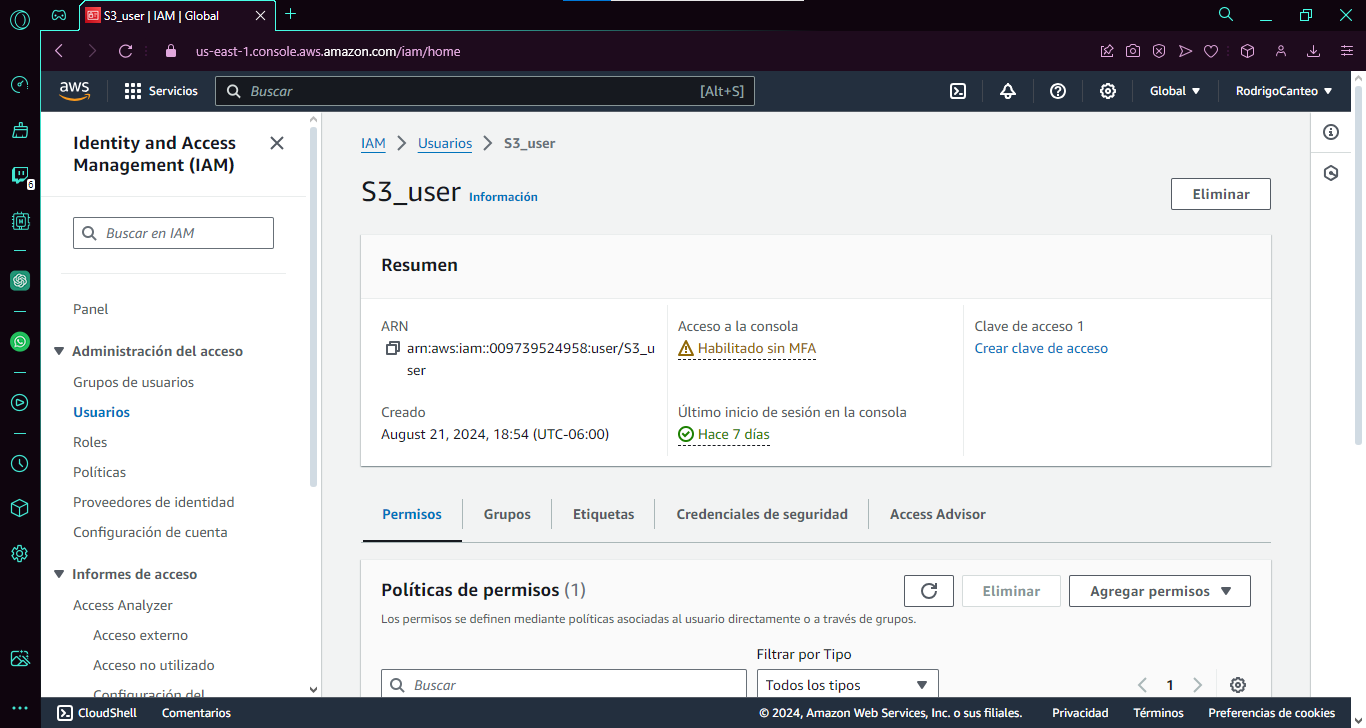 S3_user | IAM | Global
us-east-1.console.aws.amazon.com/iam/home
aws
Servicios
Buscar
[Alt+S]
Global
RodrigoCanteo
6
Identity and Access
Management (IAM)
Buscar en IAM
Panel
Administración del acceso
Grupos de usuarios
Usuarios
Roles
Políticas
Proveedores de identidad
Configuración de cuenta
Informes de acceso
Access Analyzer
Acceso externo
Acceso no utilizado
Configuración del
IAM
Usuarios
S3_user
S3_user
Información
Eliminar
Resumen
ARN
arn:aws:iam::009739524958:user/S3_u
ser
Creado
August 21, 2024, 18:54 (UTC-06:00)
Acceso a la consola
Habilitado sin MFA
Último inicio de sesión en la consola
Hace 7 días
Clave de acceso 1
Crear clave de acceso
Permisos
Grupos
Etiquetas
Credenciales de seguridad
Access Advisor
Políticas de permisos (1)
Eliminar
Agregar permisos
Los permisos se definen mediante políticas asociadas al usuario directamente o a través de grupos.
Filtrar por Tipo
Buscar
Todos los tipos
1
CloudShell
Comentarios
© 2024, Amazon Web Services, Inc. o sus filiales.
Privacidad
Términos
Preferencias de cookies